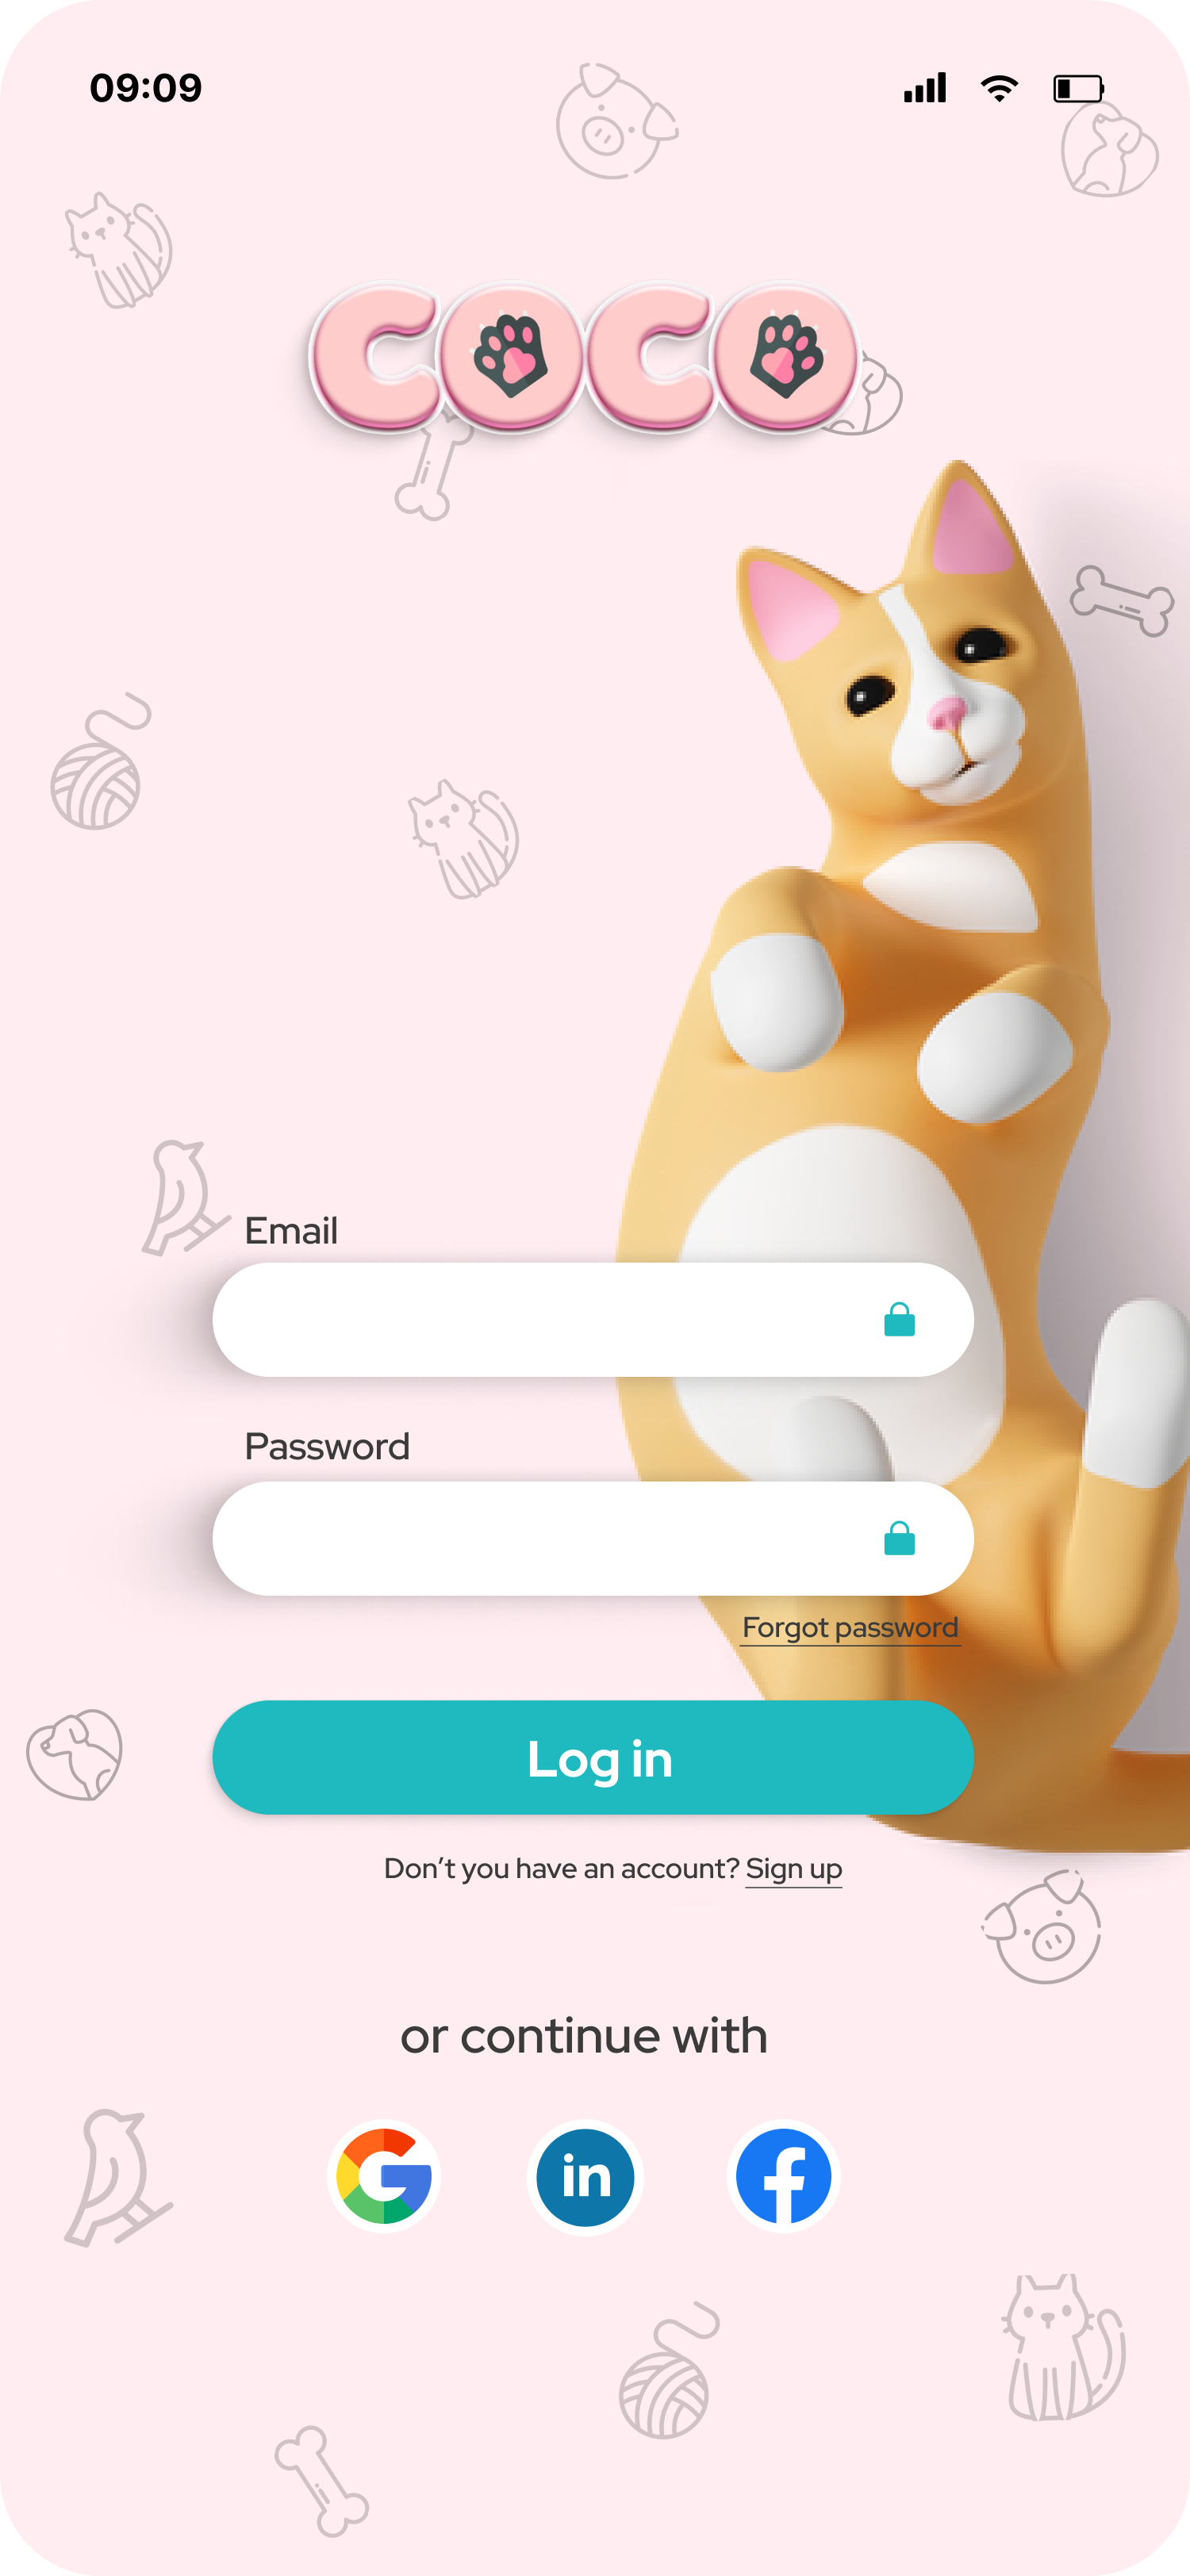 09:09
COCO
Email
Password
Forgot password
Log in
Don’t you have an account? Sign up
or continue with
in